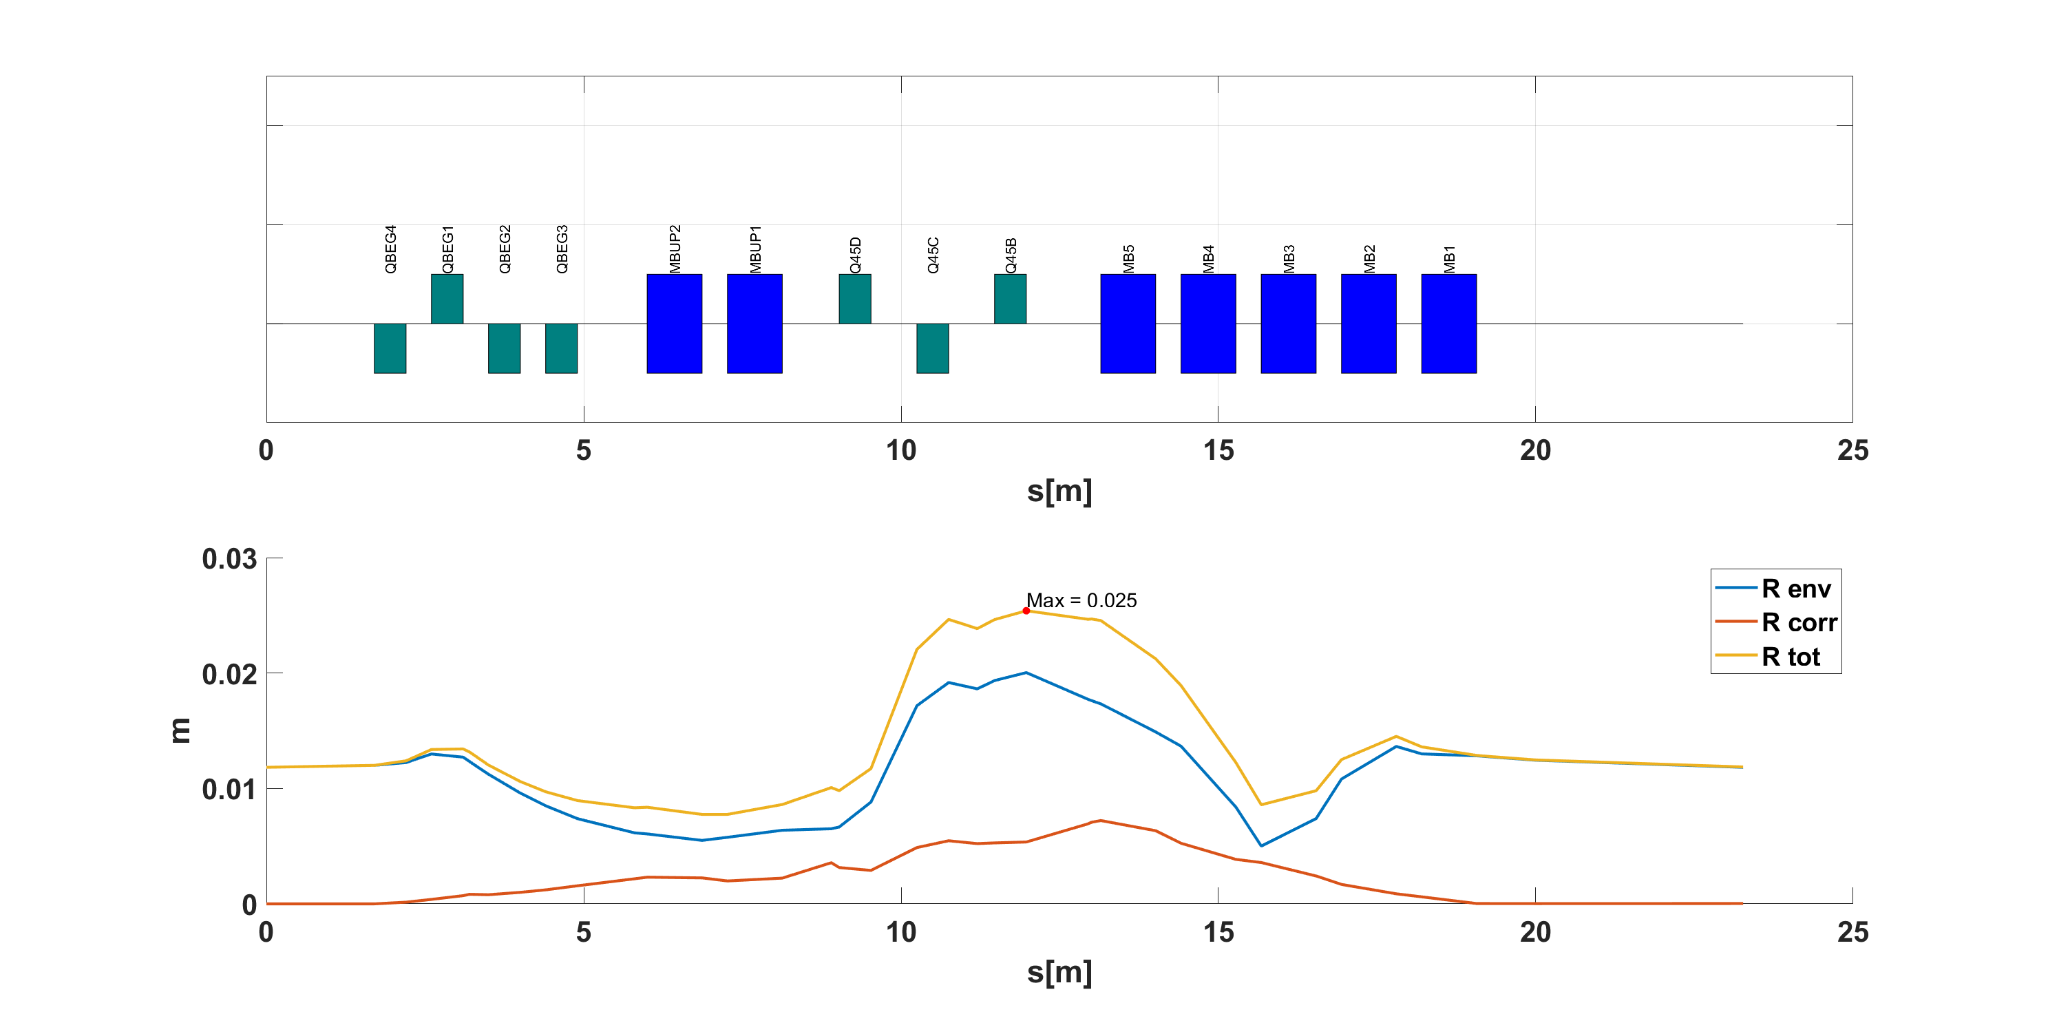 QBEG4
QBEG1
QBEG2
QBEG3
MBUP2
MBUP1
Q45D
Q45C
Q45B
MB5
MB4
MB3
MB2
MB1
0 5 10 15 20 25
s[m]
0.03
0.02
0.01
0
m
Max = 0.025
R env
R corr
R tot
0 5 10 15 20 25
s[m]